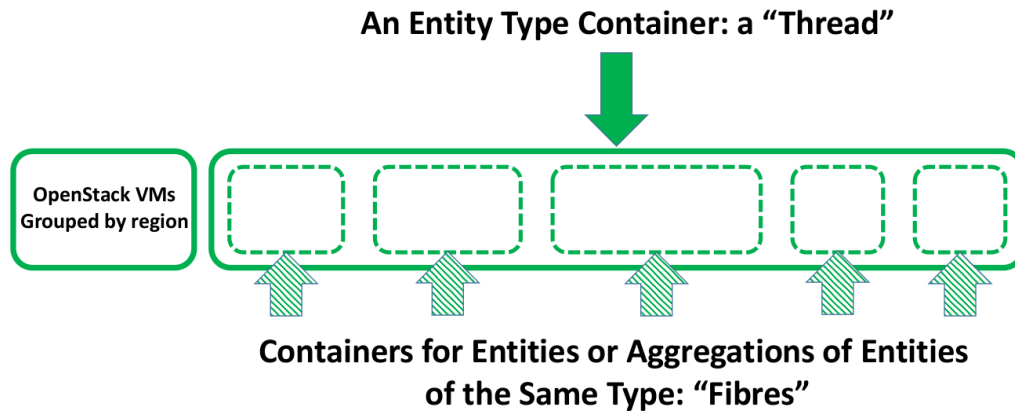 An Entity Type Container: a “Thread”
OpenStack VMs
Grouped by region
Containers for Entities or Aggregations of Entities
of the Same Type: “Fibres”